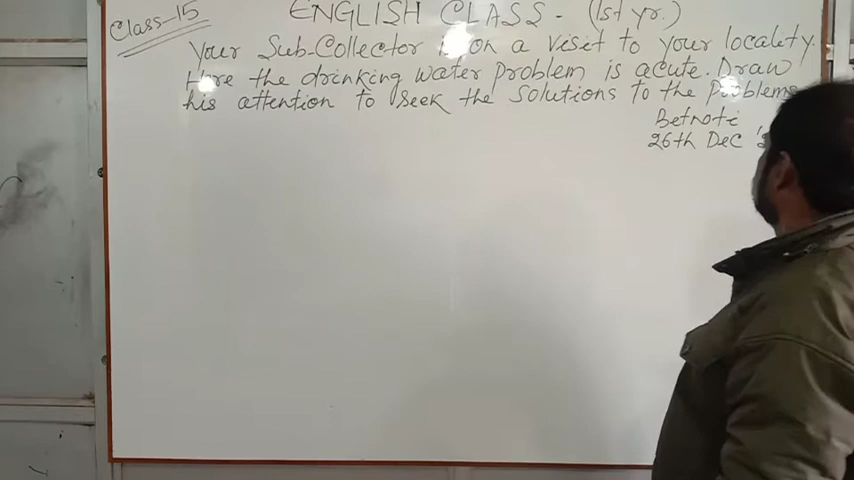 Class-15
ENGLISH CLASS - (1st yr.)
Your Sub-Collector is on a visit to your locality.
Here the drinking water problem is acute. Draw
his attention to seek the solutions to the problems
Betnoti
26th Dec '